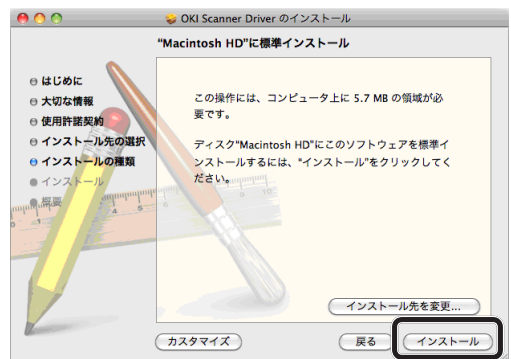 OKI Scanner Driver のインストール
“Macintosh HD”に標準インストール
はじめに
大切な情報
使用許諾契約
インストール先の選択
インストールの種類
インストール
概要
この操作には、コンピュータ上に 5.7 MB の領域が必
要です。
ディスク“Macintosh HD”にこのソフトウェアを標準イ
ンストールするには、“インストール”をクリックしてく
ださい。
インストール先を変更...
カスタマイズ
戻る
インストール